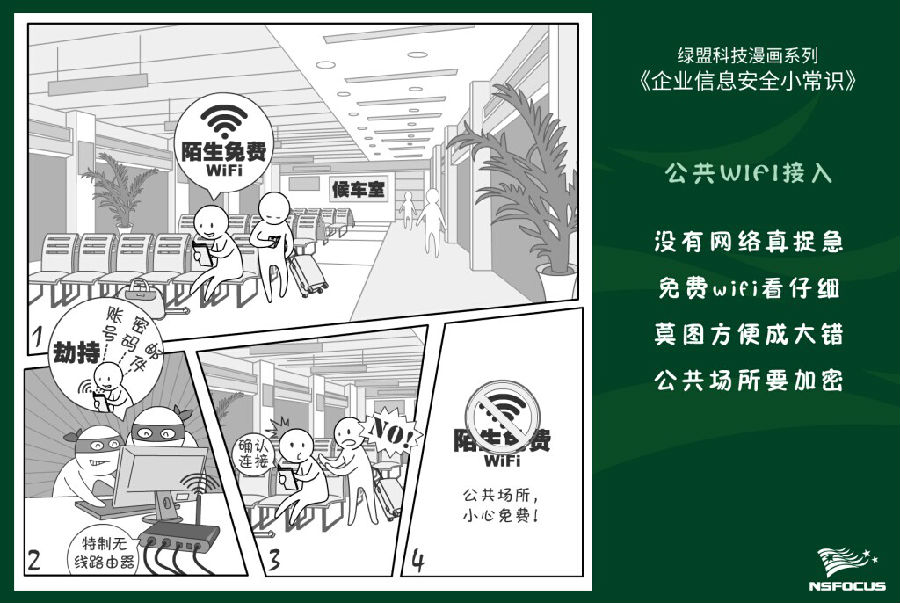 陌生免费
WiFi
候车室
1
劫持
账号
密码
邮件
特制无
线路由器
2
确认
连接
NO!
3
陌生免费
WiFi
公共场所，
小心免费！
4
绿盟科技漫画系列
《企业信息安全小常识》
公共WIFI接入
没有网络真捉急
免费wifi看仔细
莫图方便成大错
公共场所要加密
NSFOCUS